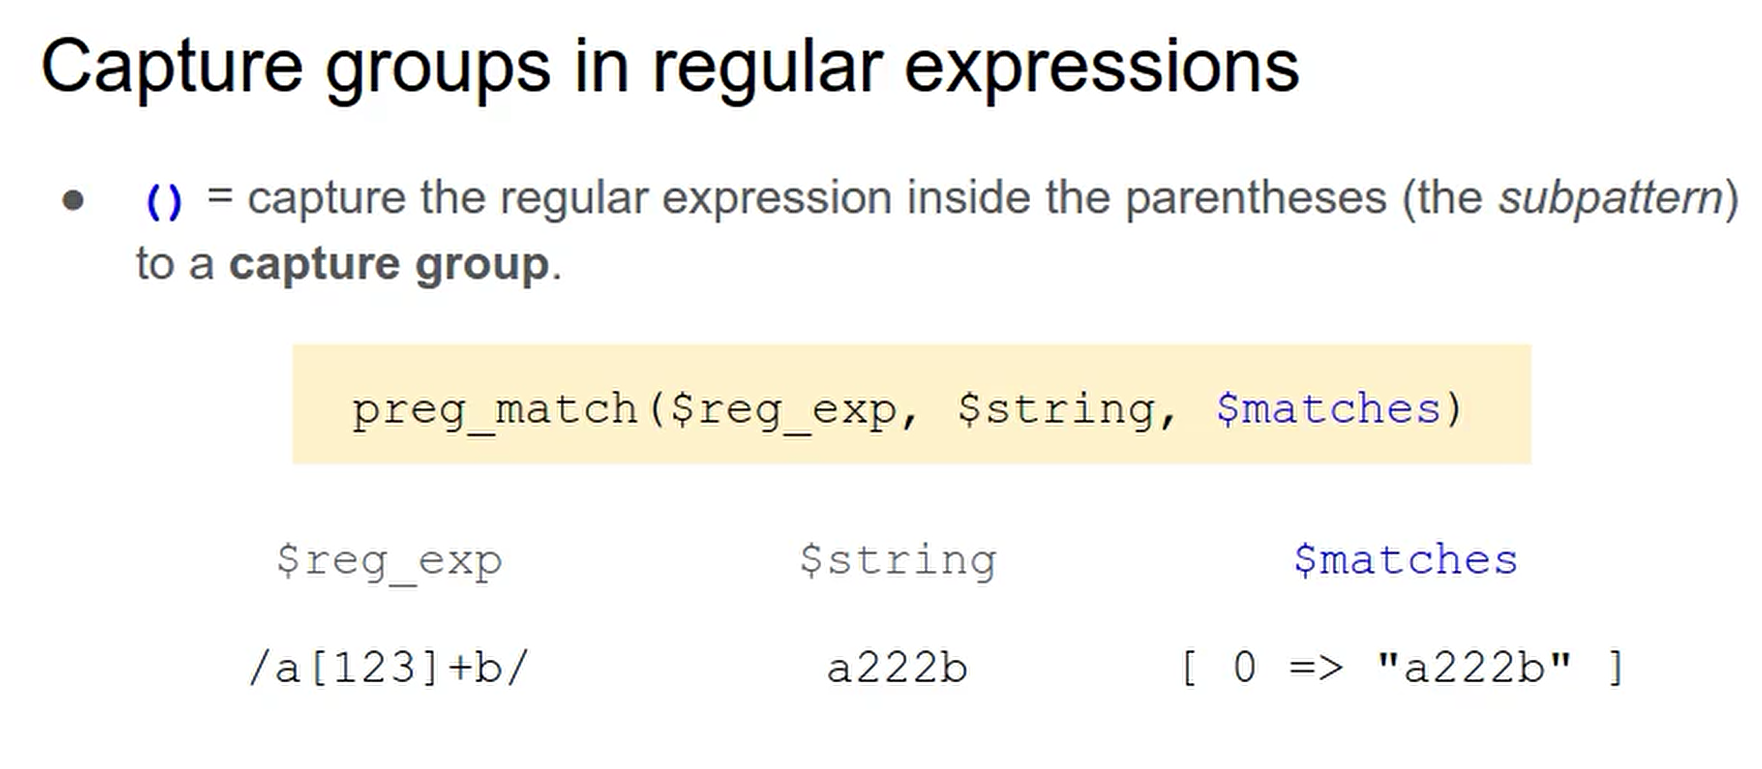 Capture groups in regular expressions
● () = capture the regular expression inside the parentheses (the subpattern)
to a capture group.
preg_match($reg_exp, $string, $matches)
$reg_exp $string $matches
/a[123]+b/ a222b [ 0 => "a222b" ]